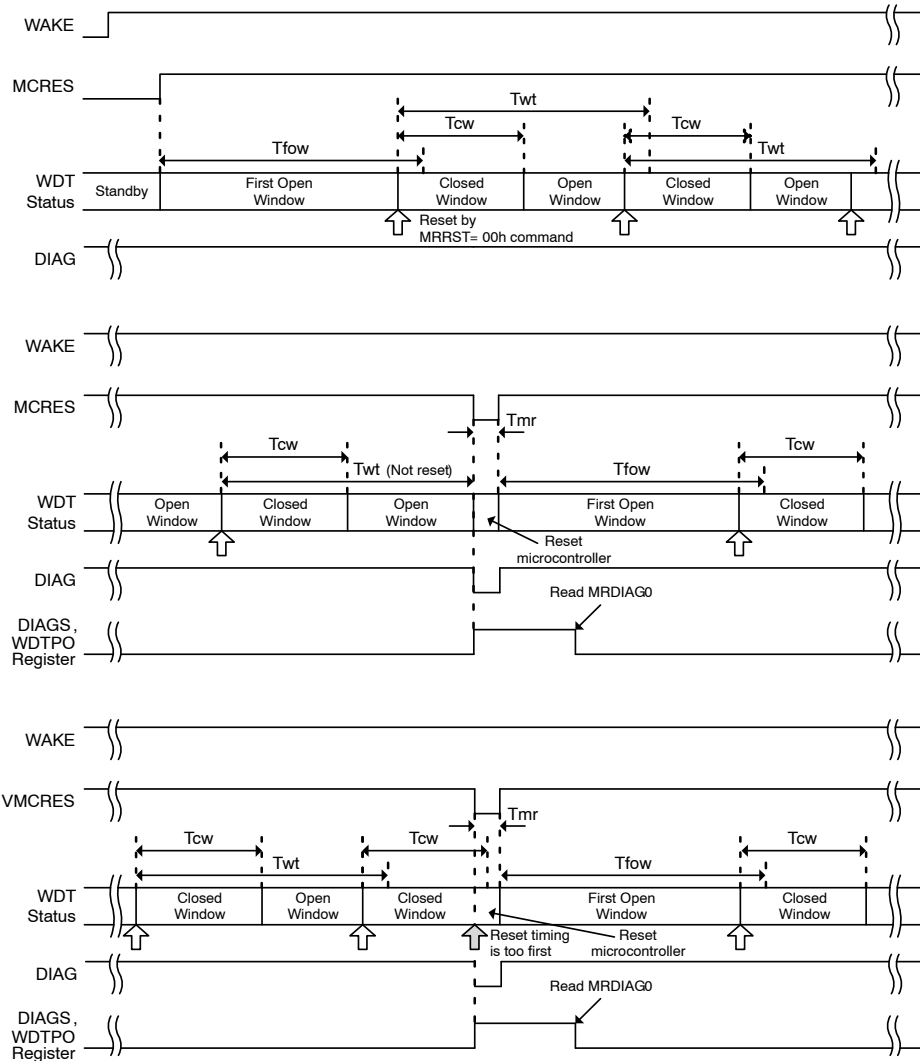 WAKE
MCRES
Twt
Tcw
Tcw
Tfow
Twt
WDT
Status
Standby
First Open
Window
Closed
Window
Open
Window
Closed
Window
Open
Window
Reset by
MRRST= 00h command
DIAG
WAKE
MCRES
Tmr
Tcw
Tcw
Twt (Not reset)
Tfow
WDT
Status
Open
Window
Closed
Window
Open
Window
First Open
Window
Closed
Window
Reset
microcontroller
DIAG
Read MRDIAG0
DIAGS,
WDTPO
Register
WAKE
VMCRES
Tmr
Tcw
Tcw
Tcw
Twt
Tfow
WDT
Status
Closed
Window
Open
Window
Closed
Window
First Open
Window
Closed
Window
Reset timing
is too first
Reset
microcontroller
DIAG
Read MRDIAG0
DIAGS,
WDTPO
Register